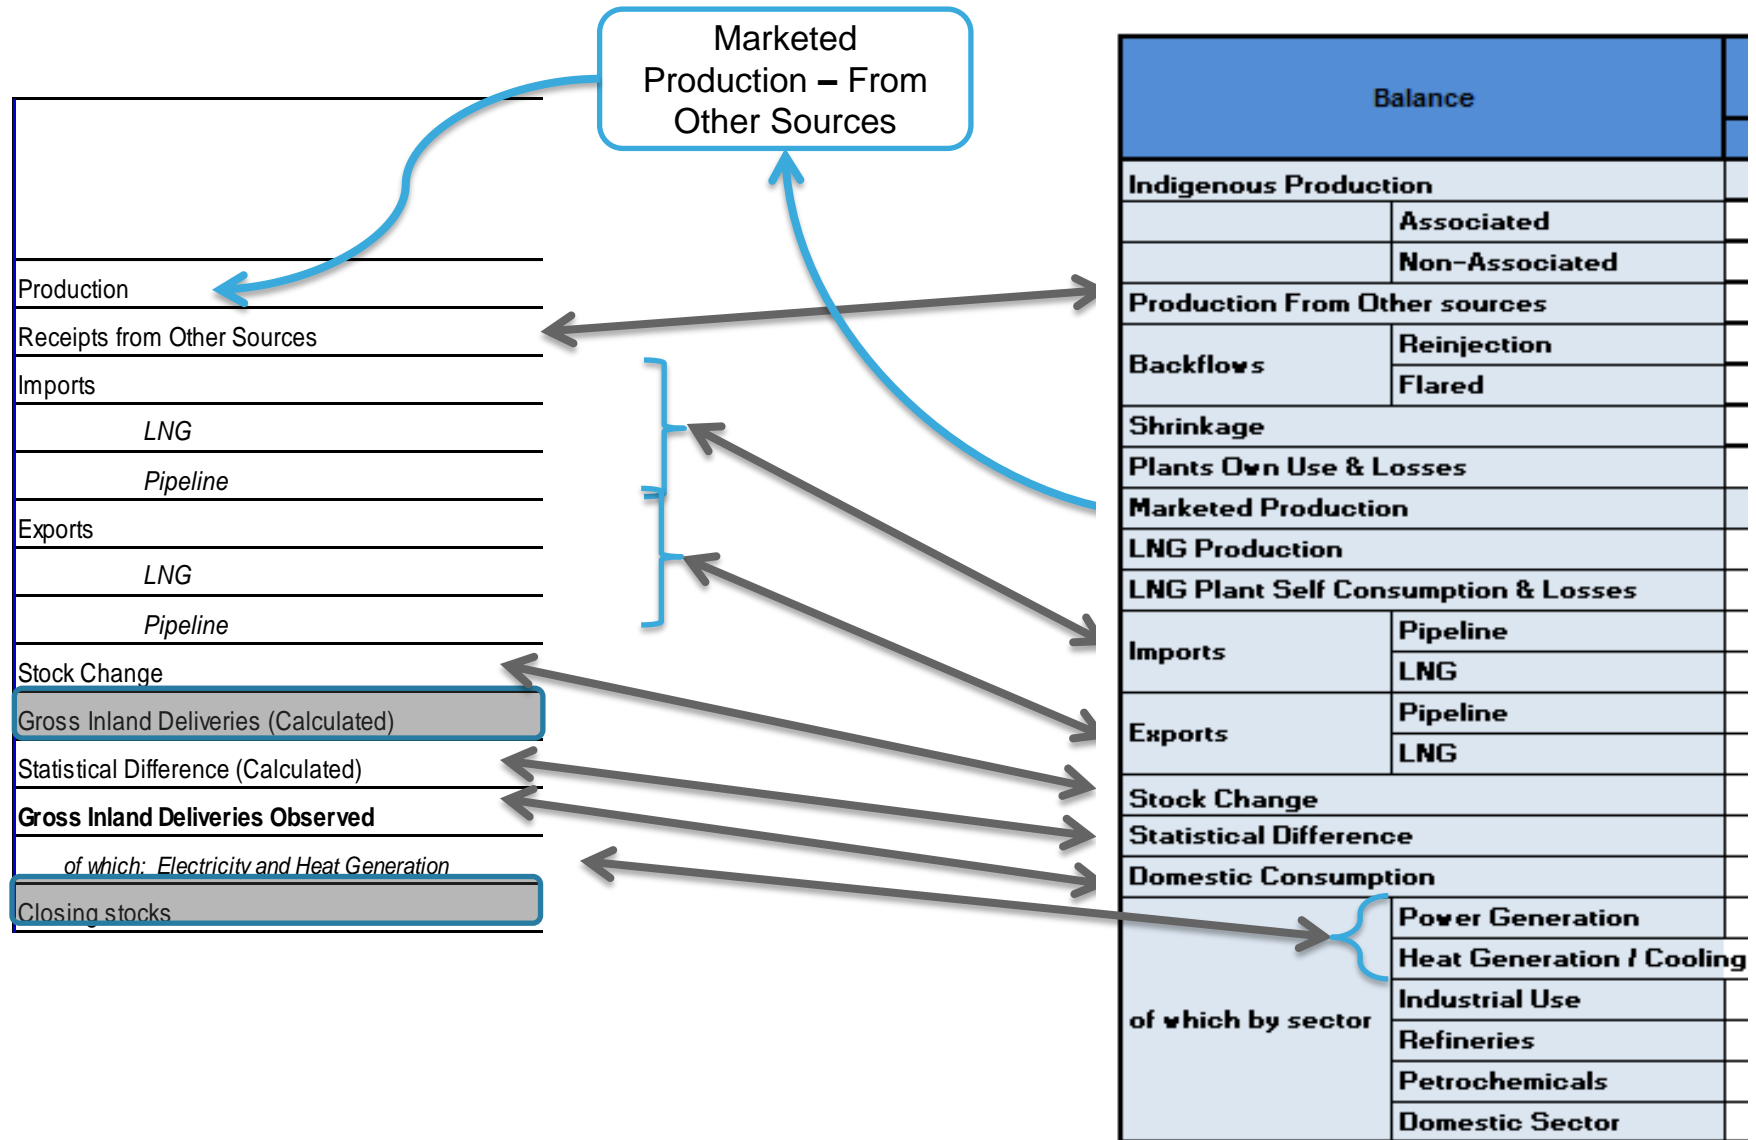 Marketed
Production – From
Other Sources
Production
Receipts from Other Sources
Imports
LNG
Pipeline
Exports
LNG
Pipeline
Stock Change
Gross Inland Deliveries (Calculated)
Statistical Difference (Calculated)
Gross Inland Deliveries Observed
of which: Electricity and Heat Generation
Closing stocks
Balance
Indigenous Production
Associated
Non-Associated
Production From Other sources
Backflows
Reinjection
Flared
Shrinkage
Plants Own Use & Losses
Marketed Production
LNG Production
LNG Plant Self Consumption & Losses
Imports
Pipeline
LNG
Exports
Pipeline
LNG
Stock Change
Statistical Difference
Domestic Consumption
of which by sector
Power Generation
Heat Generation / Cooling
Industrial Use
Refineries
Petrochemicals
Domestic Sector